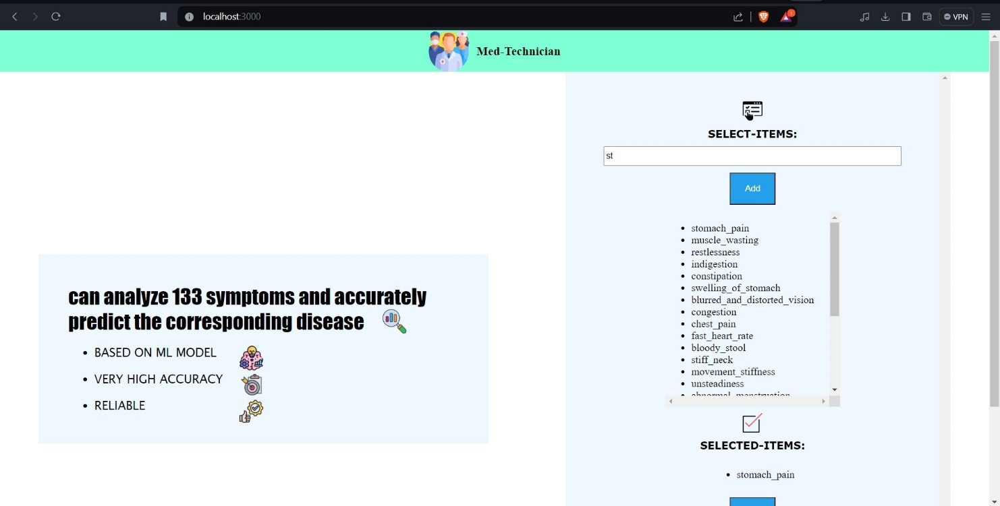 localhost:3000
1
VPN
Med-Technician
can analyze 133 symptoms and accurately
predict the corresponding disease
• BASED ON ML MODEL
• VERY HIGH ACCURACY
• RELIABLE
SELECT-ITEMS:
st
Add
• stomach_pain
• muscle_wasting
• restlessness
• indigestion
• constipation
• swelling_of_stomach
• blurred_and_distorted_vision
• congestion
• chest_pain
• fast_heart_rate
• bloody_stool
• stiff_neck
• movement_stiffness
• unsteadiness
• abnormal_menstruation
SELECTED-ITEMS:
• stomach_pain